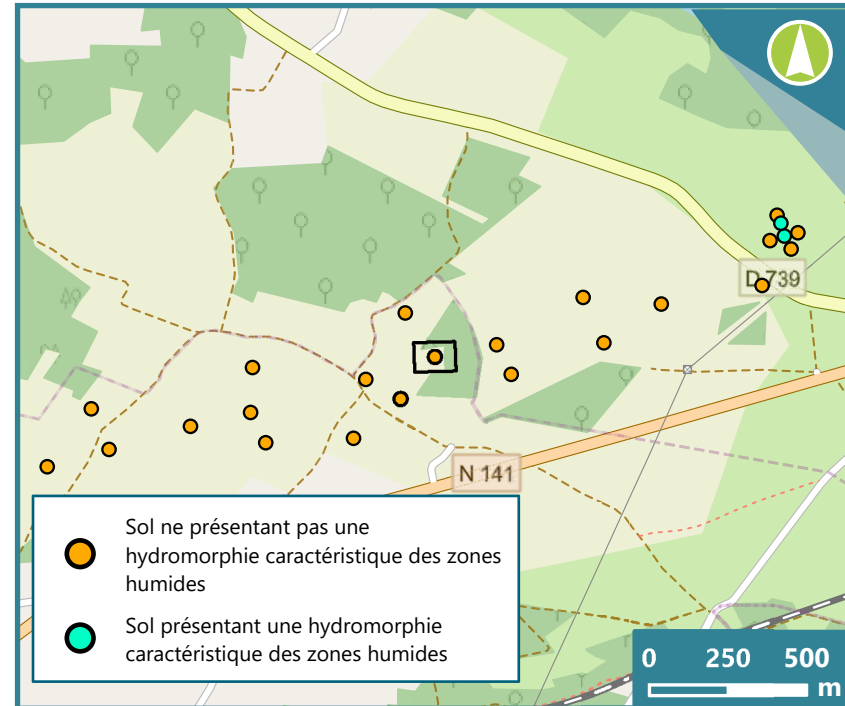 D 739
N 141
Sol ne présentant pas une
hydromorphie caractéristique des zones
humides
Sol présentant une hydromorphie
caractéristique des zones humides
0 250 500
m